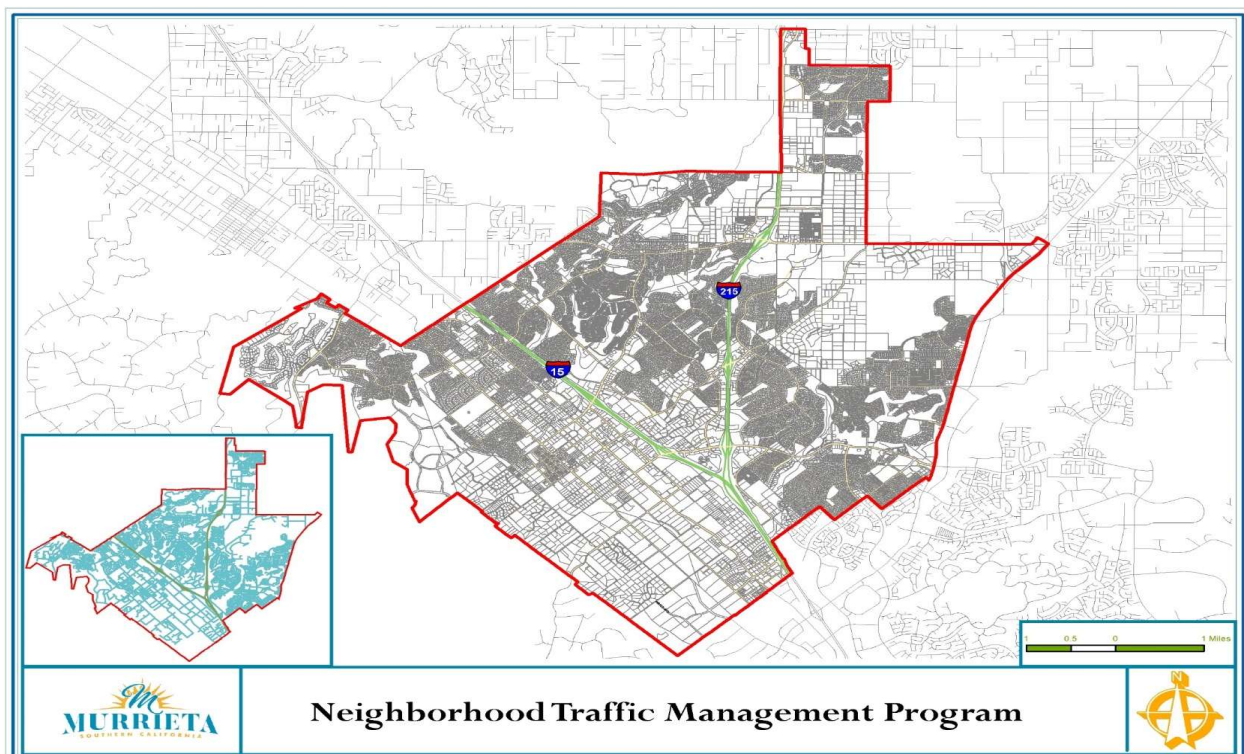 215
15
1 0.5 0 1 Miles
M
MURRIETA
SOUTHERN CALIFORNIA
Neighborhood Traffic Management Program
N